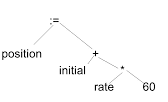 :=
position
+
initial
*
rate
60